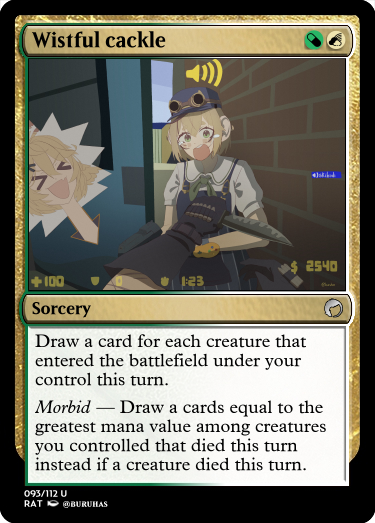 Wistful cackle
+100
0
1:23
$ 2540
Sorcery
Draw a card for each creature that
entered the battlefield under your
control this turn.
Morbid — Draw a cards equal to the
greatest mana value among creatures
you controlled that died this turn
instead if a creature died this turn.
093/112 U
RAT @BURUHAS